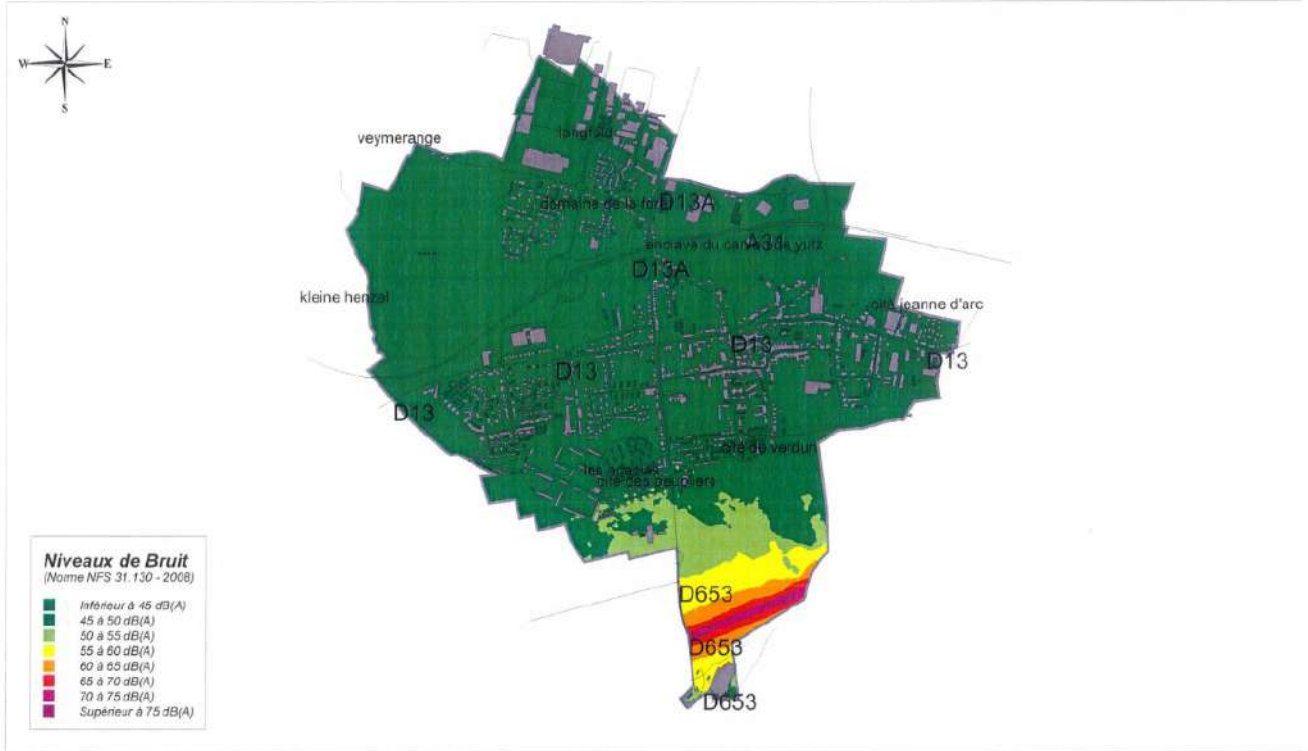 N
W E
S
veymerange
longfold
domaine de la foret
D13A
enclave du canal de yutz
A31
D13A
kleine henzal
cité jeanne d'arc
D13
D13
D13
D13
cité de verdun
les acacias
cité des peupliers
D653
D653
D653
Niveaux de Bruit
(Norme NFS 31.130 - 2008)
Inférieur à 45 dB(A)
45 à 50 dB(A)
50 à 55 dB(A)
55 à 60 dB(A)
60 à 65 dB(A)
65 à 70 dB(A)
70 à 75 dB(A)
Supérieur à 75 dB(A)